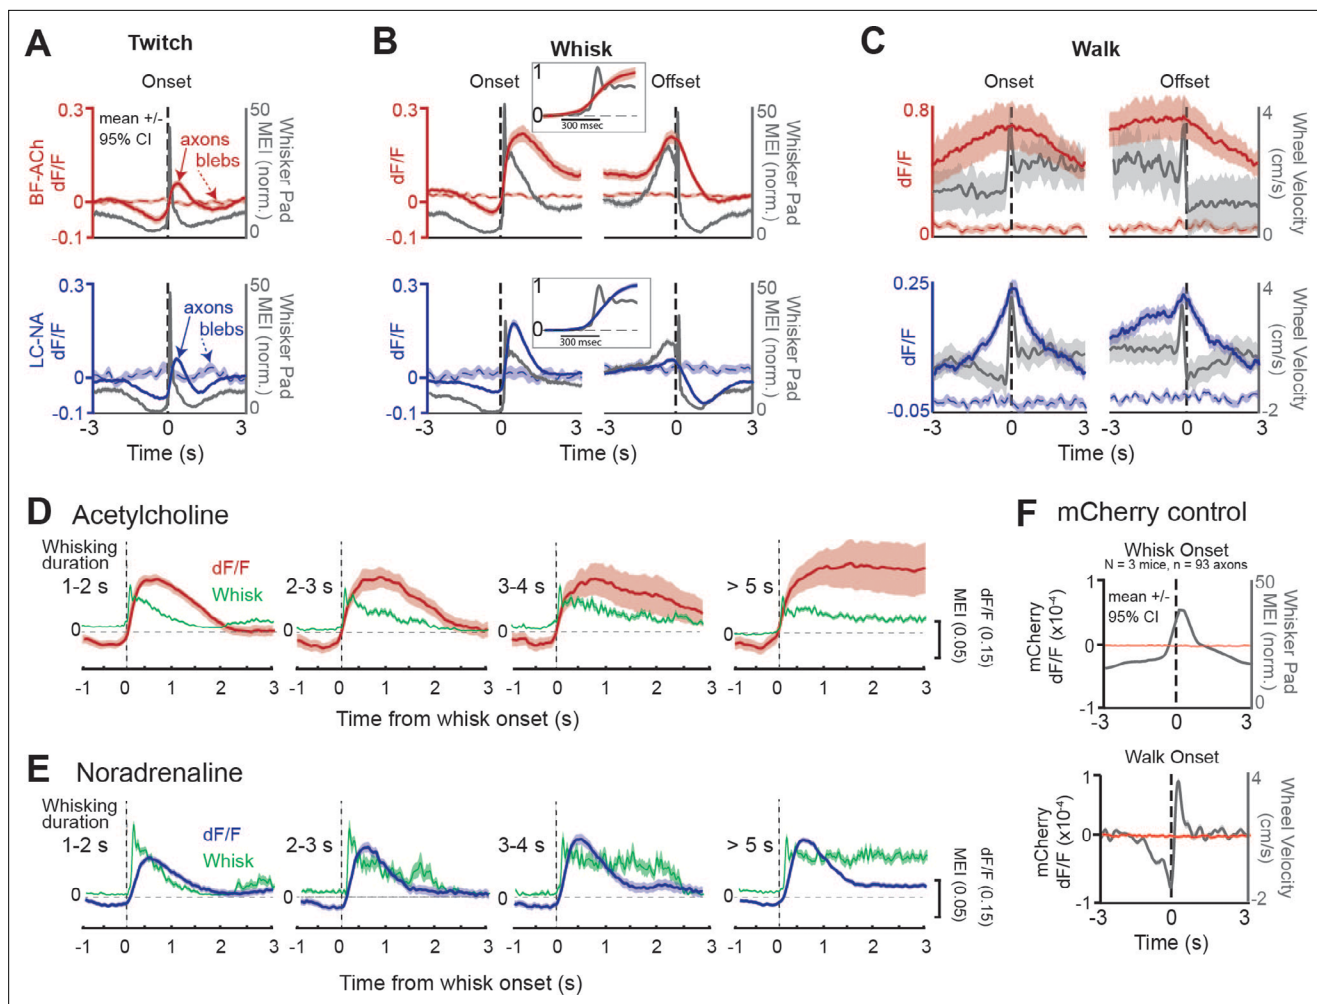 A
Twitch
Onset
0.3
mean +/-
95% CI
axons
blebs
BF-ACh
dF/F
0
-0.1
50
Whisker Pad
MEI (norm.)
0
0.3
axons
blebs
LC-NA
dF/F
0
-0.1
50
Whisker Pad
MEI (norm.)
0
-3
0
3
Time (s)
B
Whisk
Onset
Offset
1
0
300 msec
0.3
dF/F
0
-0.1
50
Whisker Pad
MEI (norm.)
0
1
0
300 msec
0.3
dF/F
0
-0.1
50
Whisker Pad
MEI (norm.)
0
-3
0
3
-3
0
3
Time (s)
C
Walk
Onset
Offset
0.8
dF/F
0
4
Wheel Velocity
(cm/s)
0
0.25
dF/F
-0.05
4
Wheel Velocity
(cm/s)
-2
-3
0
3
-3
0
3
Time (s)
D Acetylcholine
Whisking
duration
1-2 s
dF/F
Whisk
0
2-3 s
0
3-4 s
0
> 5 s
0
dF/F (0.15)
MEI (0.05)
-1 0 1 2 3
-1 0 1 2 3
-1 0 1 2 3
-1 0 1 2 3
Time from whisk onset (s)
E Noradrenaline
Whisking
duration
1-2 s
dF/F
Whisk
0
2-3 s
0
3-4 s
0
> 5 s
0
dF/F (0.15)
MEI (0.05)
-1 0 1 2 3
-1 0 1 2 3
-1 0 1 2 3
-1 0 1 2 3
Time from whisk onset (s)
F mCherry control
Whisk Onset
N = 3 mice, n = 93 axons
1
mean +/-
95% CI
mCherry
dF/F (x10⁻⁴)
0
-1
50
Whisker Pad
MEI (norm.)
0
-3
0
3
Walk Onset
1
mCherry
dF/F (x10⁻⁴)
0
-1
4
Wheel Velocity
(cm/s)
-2
-3
0
3
Time (s)